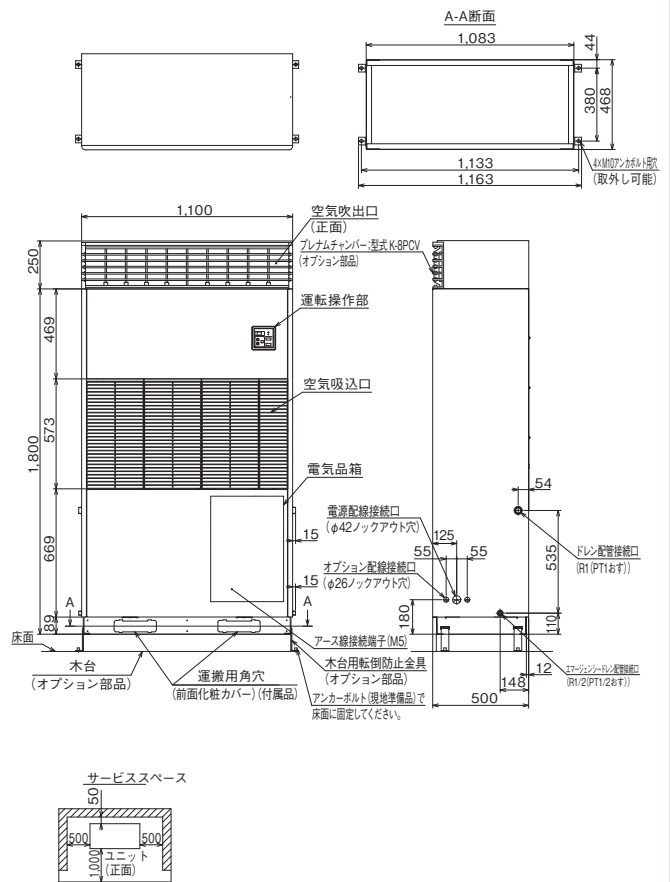 A-A断面
1,083
44
380
468
4×M10アンカボルト用穴
(取外し可能)
1,133
1,163
1,100
空気吹出口
(正面)
プレナムチャンバー:型式 K-8PCV
(オプション部品)
250
運転操作部
469
空気吸込口
573
1,800
電気品箱
54
電源配線接続口
(φ42ノックアウト穴)
125
15
ドレン配管接続口
(R1(PT1おす))
535
669
55
55
オプション配線接続口
(φ26ノックアウト穴)
15
180
A
A
89
110
アース線接続端子(M5)
床面
木台
(オプション部品)
運搬用角穴
(前面化粧カバー)(付属品)
木台用転倒防止金具
(オプション部品)
アンカーボルト(現地準備品)で
床面に固定してください。
エマージェンシードレン配管接続口
(R1/2(PT1/2おす))
12
148
500
サービススペース
50
500
500
ユニット
(正面)
1,000